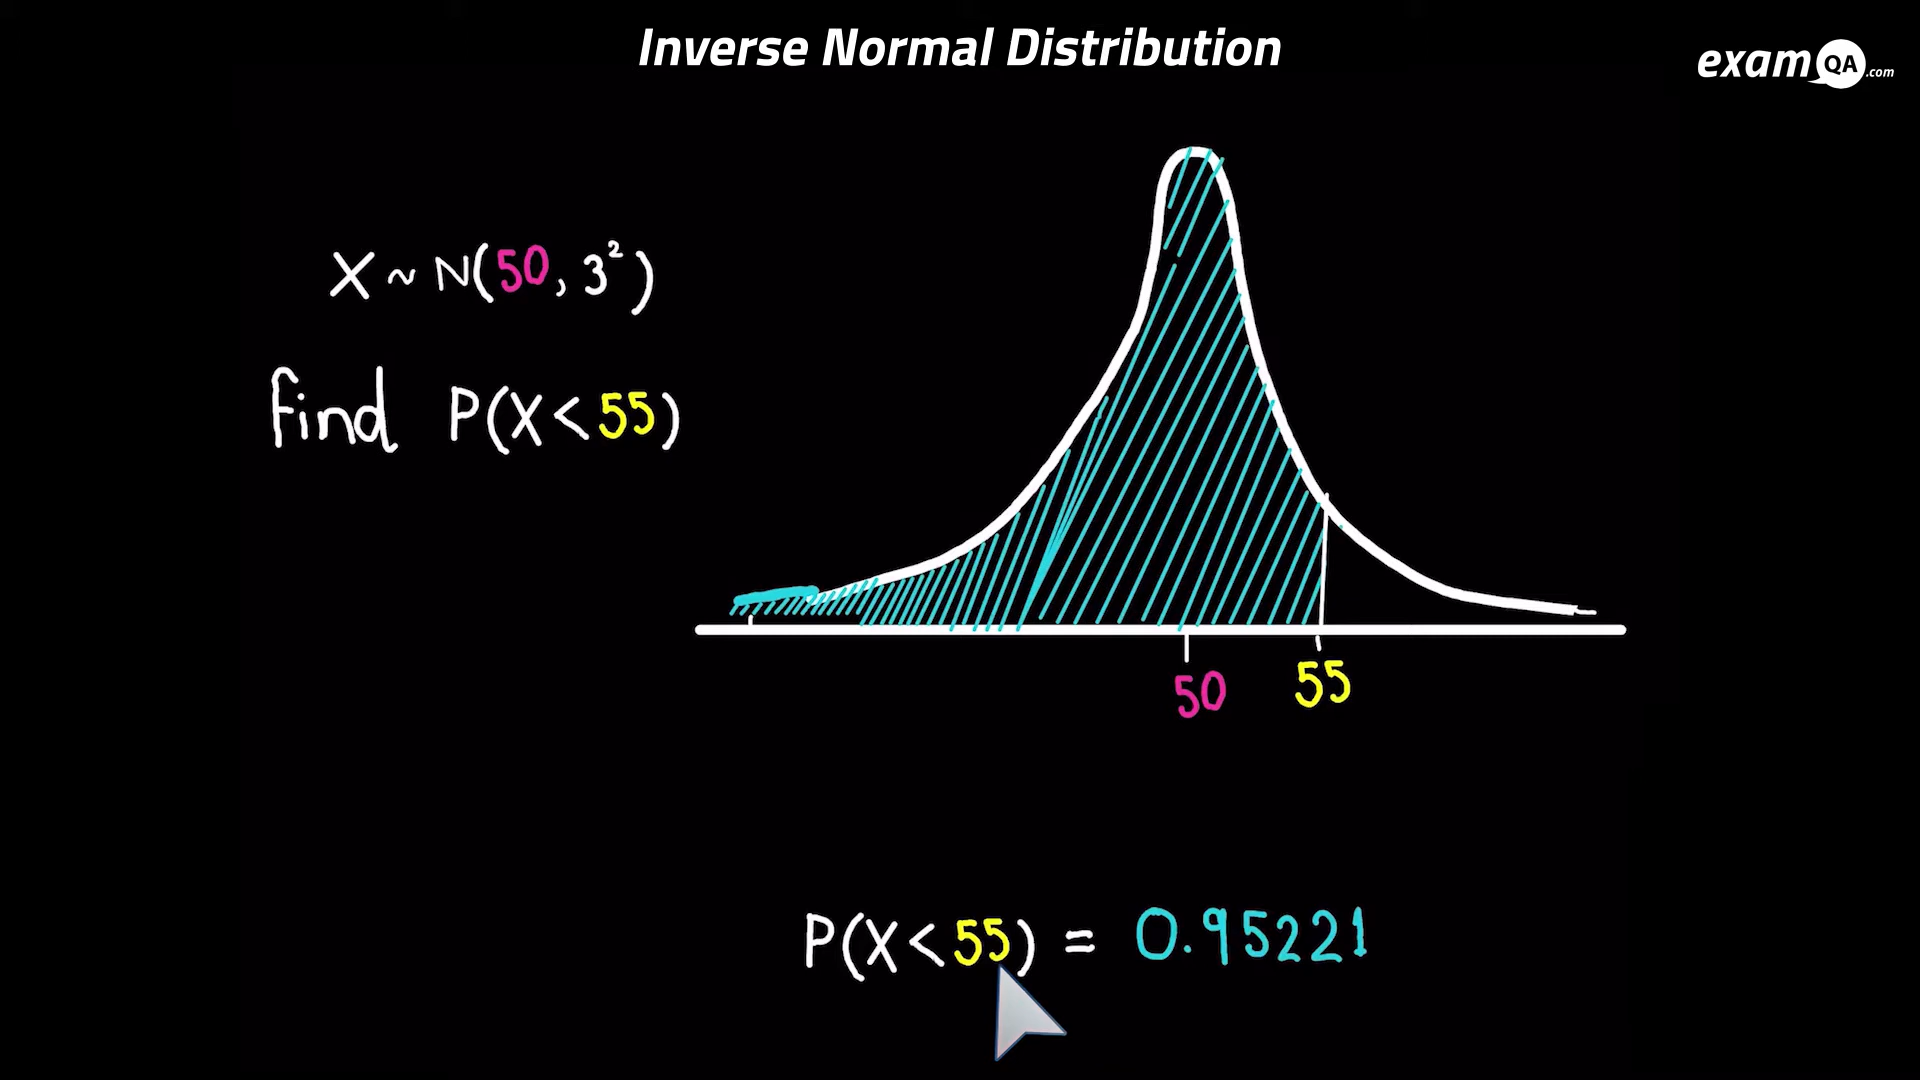 Inverse Normal Distribution
examQA.com
X ~ N(50, 3²)
find P(X < 55)
50
55
P(X < 55) = 0.95221